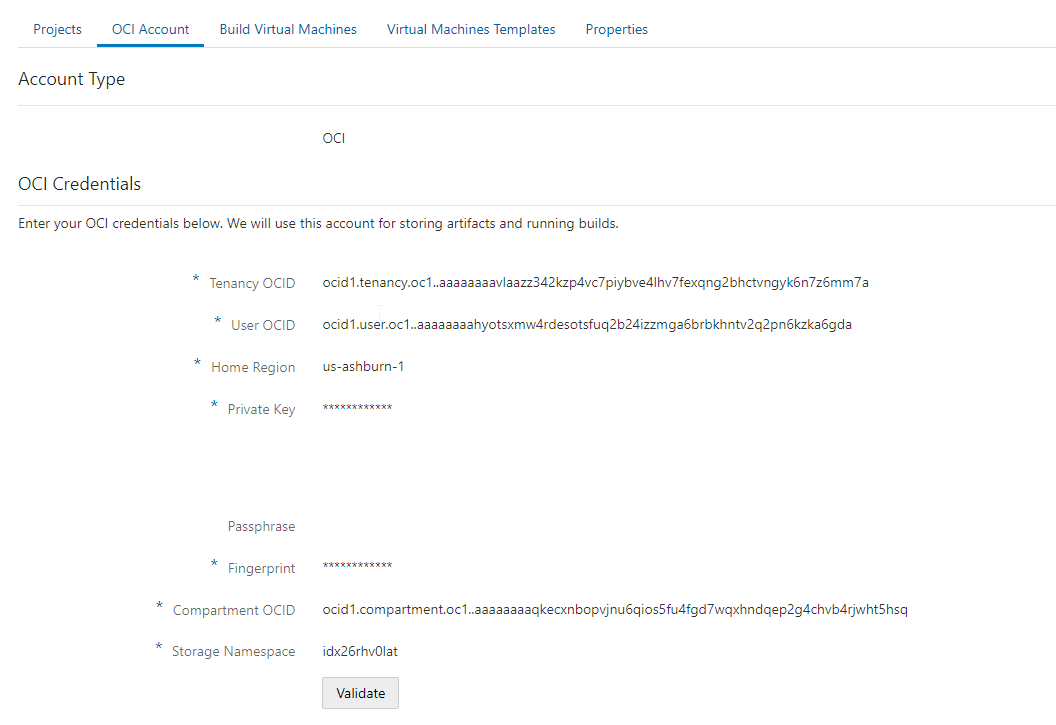 Projects OCI Account Build Virtual Machines Virtual Machines Templates Properties
Account Type
OCI
OCI Credentials
Enter your OCI credentials below. We will use this account for storing artifacts and running builds.
* Tenancy OCID ocid1.tenancy.oc1..aaaaaaaavlaazz342kzp4vc7piybve4lhv7fexqng2bhctvngyk6n7z6mm7a
* User OCID ocid1.user.oc1..aaaaaaaahyotsxmw4rdesotsfuq2b24izzmga6brbkhntv2q2pn6kzka6gda
* Home Region us-ashburn-1
* Private Key ************
Passphrase
* Fingerprint ************
* Compartment OCID ocid1.compartment.oc1..aaaaaaaaqkecxnbopvjnu6qios5fu4fgd7wqxhndqep2g4chvb4rjwht5hsq
* Storage Namespace idx26rhv0lat
Validate